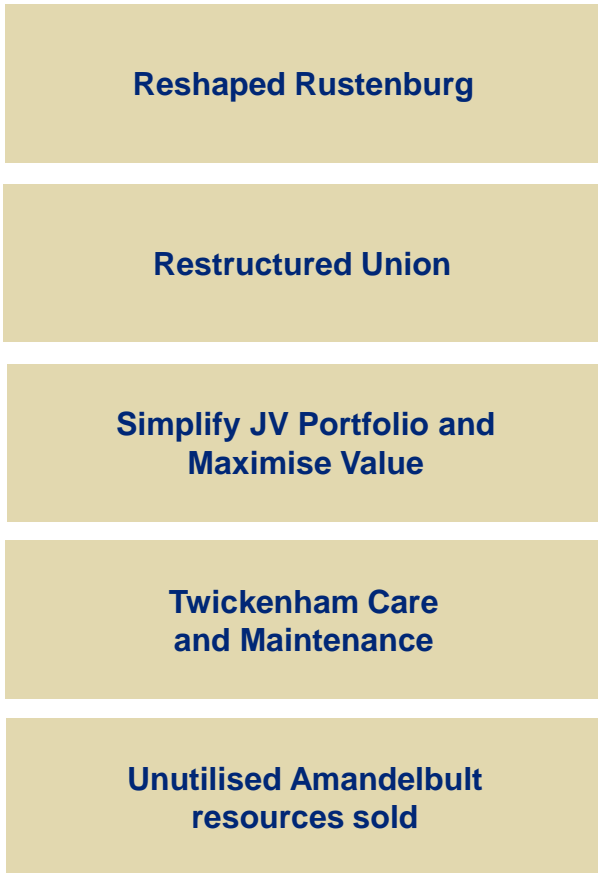 Reshaped Rustenburg
Restructured Union
Simplify JV Portfolio and
Maximise Value
Twickenham Care
and Maintenance
Unutilised Amandelbult
resources sold